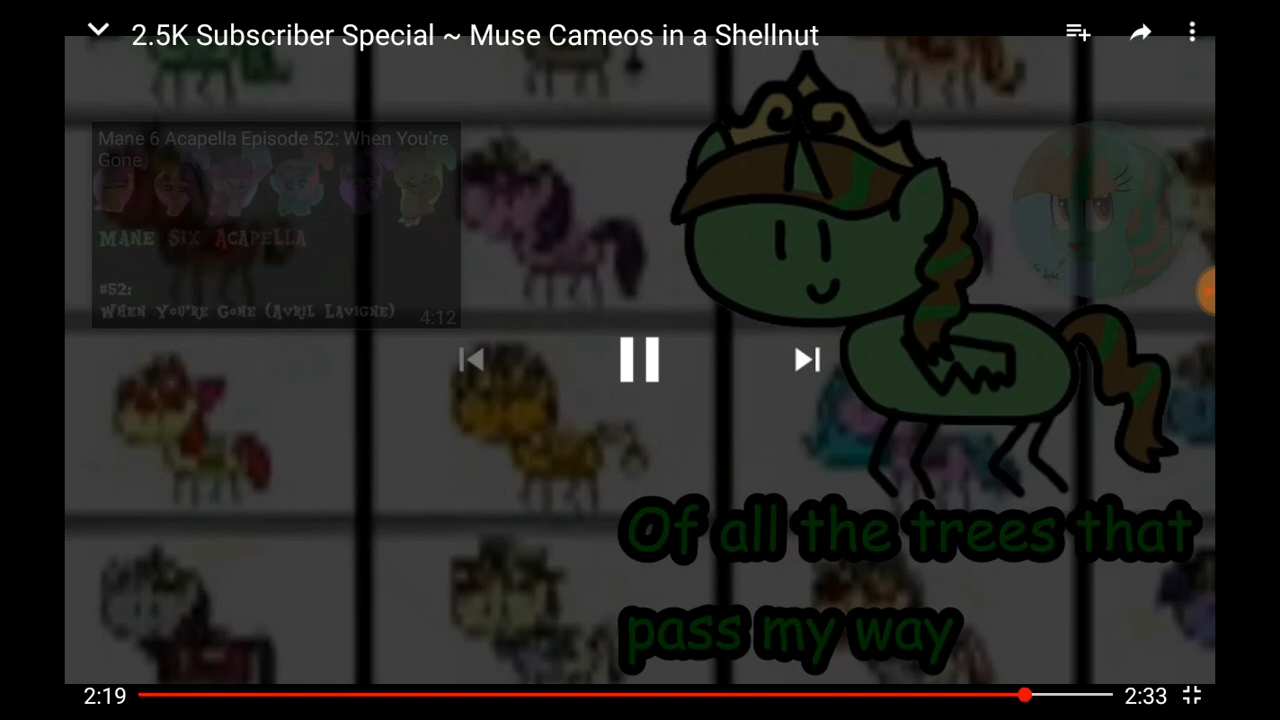 2.5K Subscriber Special ~ Muse Cameos in a Shellnut
Mane 6 Acapella Episode 52: When You're
Gone
Mane Six Acapella
#52:
When You're Gone (Avril Lavigne)
4:12
Of all the trees that
pass my way
2:19
2:33